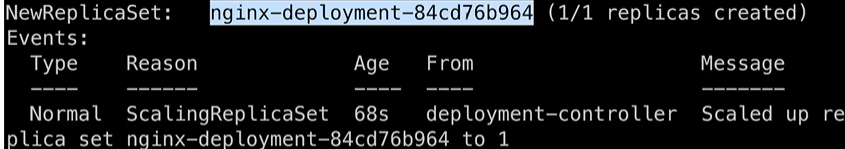 NewReplicaSet:   nginx-deployment-84cd76b964 (1/1 replicas created)
Events:
  Type    Reason             Age   From                   Message
  ----    ------             ----  ----                   -------
  Normal  ScalingReplicaSet  68s   deployment-controller  Scaled up re
plica set nginx-deployment-84cd76b964 to 1